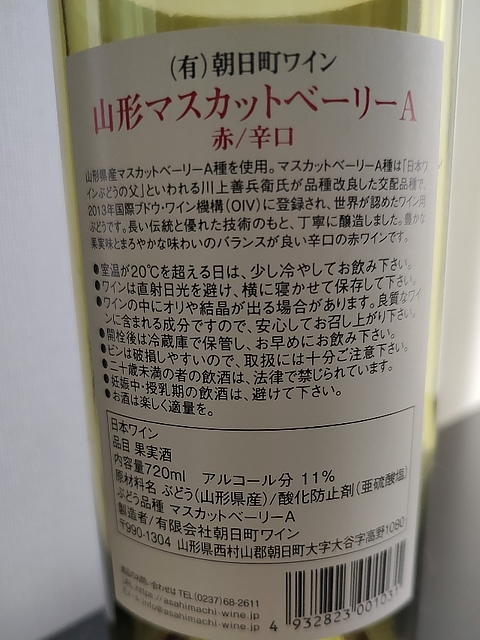 (有)朝日町ワイン
山形マスカットベーリーA
赤/辛口
山形県産マスカットベーリーA種を使用。マスカットベーリーA種は「日本ワ
インぶどうの父」といわれる川上善兵衛氏が品種改良した交配品種で、
2013年国際ブドウ・ワイン機構(OIV)に登録され、世界が認めたワイン用
ぶどうです。長い伝統と優れた技術のもと、丁寧に醸造しました。豊かな
果実味とまろやかな味わいのバランスが良い辛口の赤ワインです。
●室温が20℃を超える日は、少し冷やしてお飲み下さい。
●ワインは直射日光を避け、横に寝かせて保存して下さい。
●ワインの中にオリや結晶が出る場合があります。良質なワイ
ンに含まれる成分ですので、安心してお召し上がり下さい。
●開栓後は冷蔵庫で保管し、お早めにお飲み下さい。
●ビンは破損しやすいので、取扱には十分ご注意下さい。
●二十歳未満の者の飲酒は、法律で禁じられています。
●妊娠中・授乳期の飲酒は、避けて下さい。
●お酒は楽しく適量を。
日本ワイン
品目 果実酒
内容量720ml アルコール分 11%
原材料名 ぶどう(山形県産)/酸化防止剤(亜硫酸塩)
ぶどう品種 マスカットベーリーA
製造者/有限会社朝日町ワイン
〒990-1304 山形県西村山郡朝日町大字大谷字高野1080
商品のお問い合わせは TEL(0237)68-2611
URL:https://asahimachi-wine.jp
Eメール:info@asahimachi-wine.jp
4 932823 001031